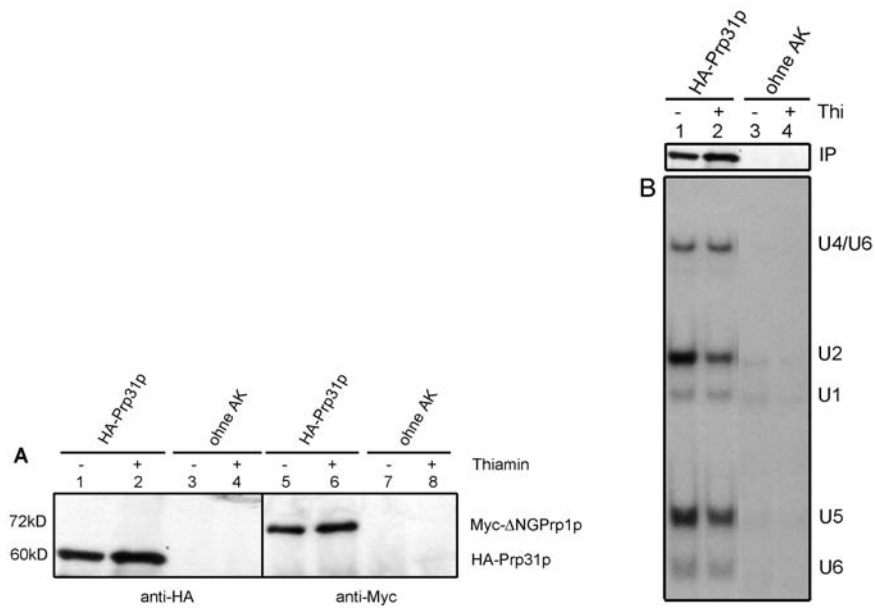 HA-Prp31p ohne AK
- + - + Thi
1 2 3 4
IP
B
U4/U6
U2
U1
U5
U6
HA-Prp31p ohne AK HA-Prp31p ohne AK
A - + - + - + - + Thiamin
1 2 3 4 5 6 7 8
72kD Myc-ΔNGPrp1p
60kD HA-Prp31p
anti-HA anti-Myc